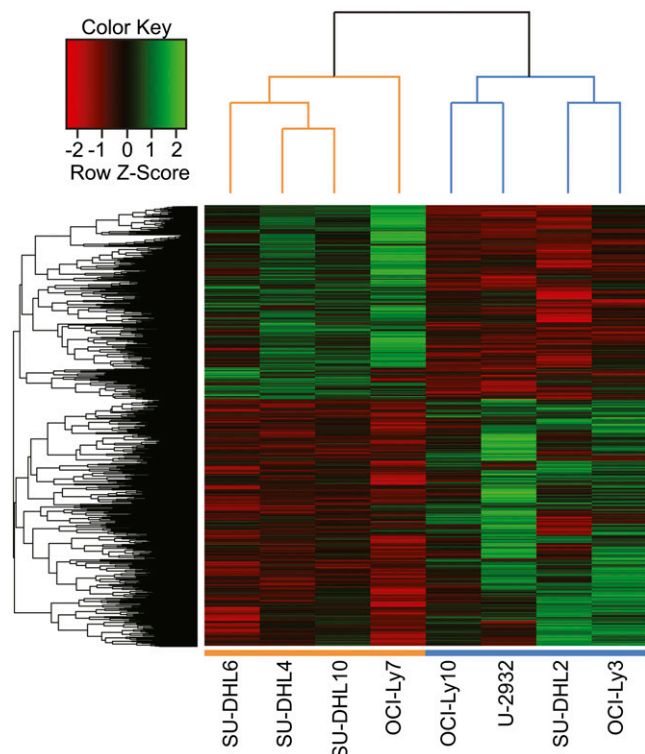 Color Key
-2 -1 0 1 2
Row Z-Score
SU-DHL6
SU-DHL4
SU-DHL10
OCI-Ly7
OCI-Ly10
U-2932
SU-DHL2
OCI-Ly3